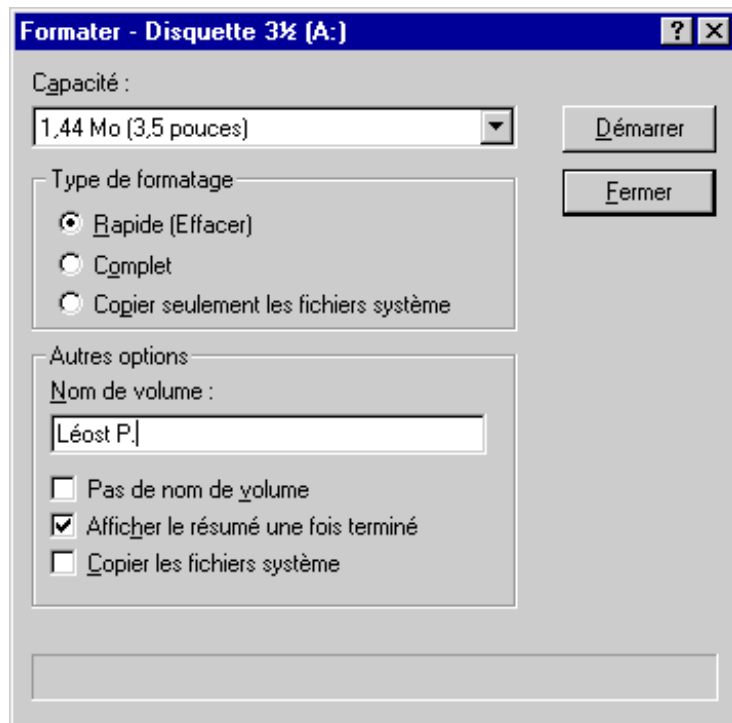 Formater - Disquette 3½ (A:)
Capacité :
1,44 Mo (3,5 pouces)
Démarrer
Type de formatage
Fermer
Rapide (Effacer)
Complet
Copier seulement les fichiers système
Autres options
Nom de volume :
Léost P.
Pas de nom de volume
Afficher le résumé une fois terminé
Copier les fichiers système